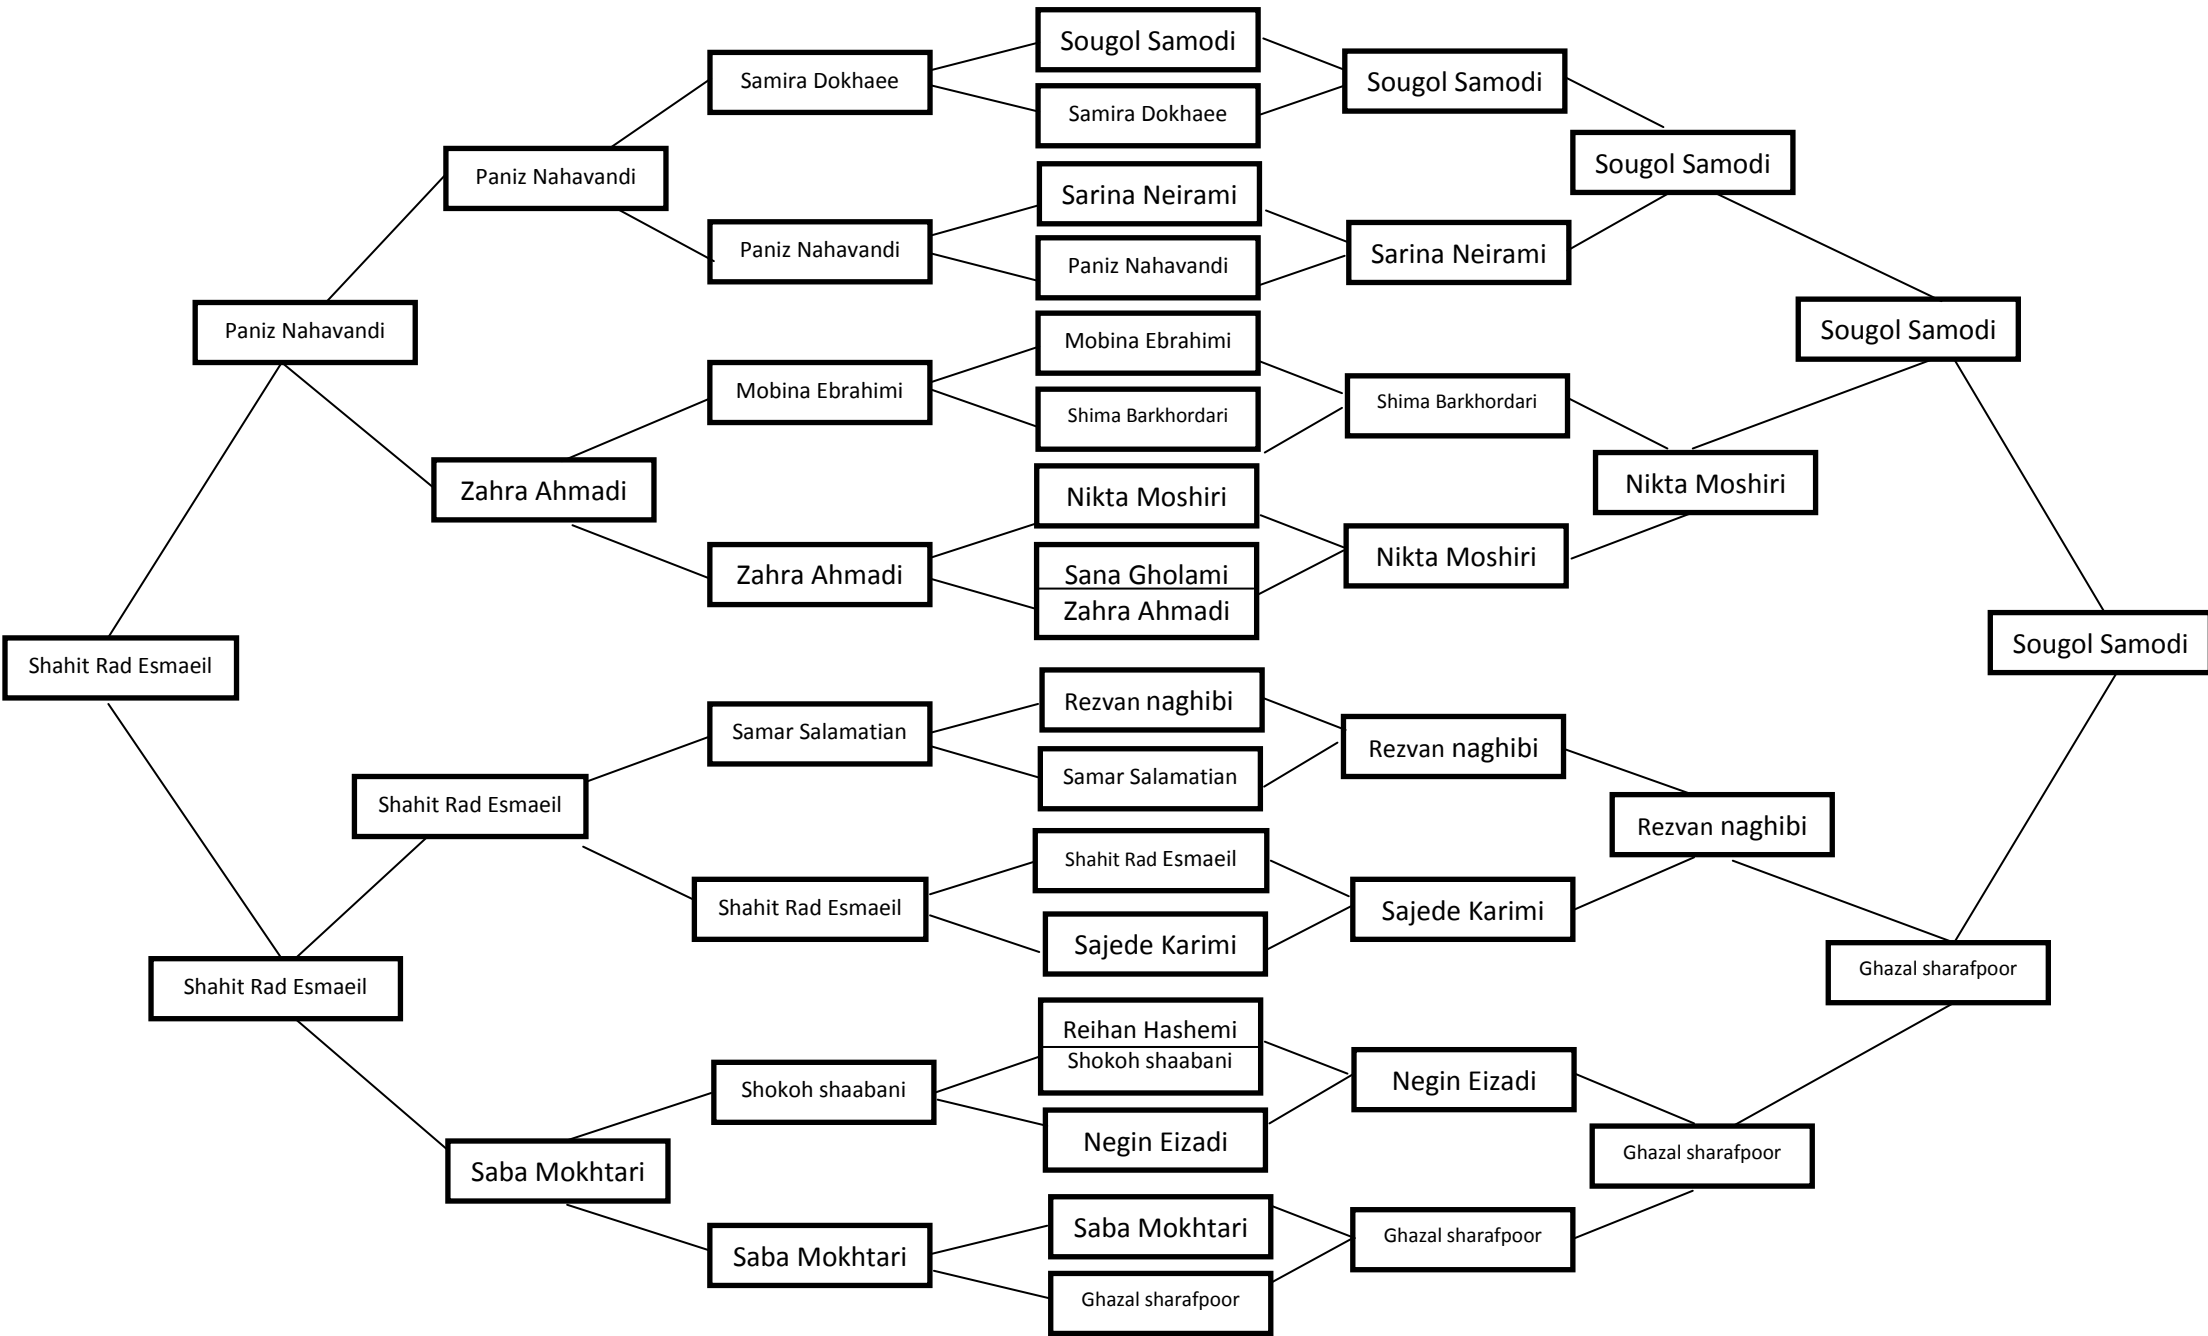 Sougol Samodi
Samira Dokhaee
Sougol Samodi
Samira Dokhaee
Sougol Samodi
Paniz Nahavandi
Sarina Neirami
Paniz Nahavandi
Sarina Neirami
Paniz Nahavandi
Mobina Ebrahimi
Sougol Samodi
Paniz Nahavandi
Mobina Ebrahimi
Shima Barkhordari
Shima Barkhordari
Zahra Ahmadi
Nikta Moshiri
Nikta Moshiri
Zahra Ahmadi
Sana Gholami
Zahra Ahmadi
Nikta Moshiri
Shahit Rad Esmaeil
Sougol Samodi
Samar Salamatian
Rezvan naghibi
Samar Salamatian
Rezvan naghibi
Shahit Rad Esmaeil
Rezvan naghibi
Shahit Rad Esmaeil
Shahit Rad Esmaeil
Sajede Karimi
Sajede Karimi
Shahit Rad Esmaeil
Ghazal sharafpoor
Reihan Hashemi
Shokoh shaabani
Shokoh shaabani
Negin Eizadi
Negin Eizadi
Saba Mokhtari
Ghazal sharafpoor
Saba Mokhtari
Saba Mokhtari
Ghazal sharafpoor
Ghazal sharafpoor